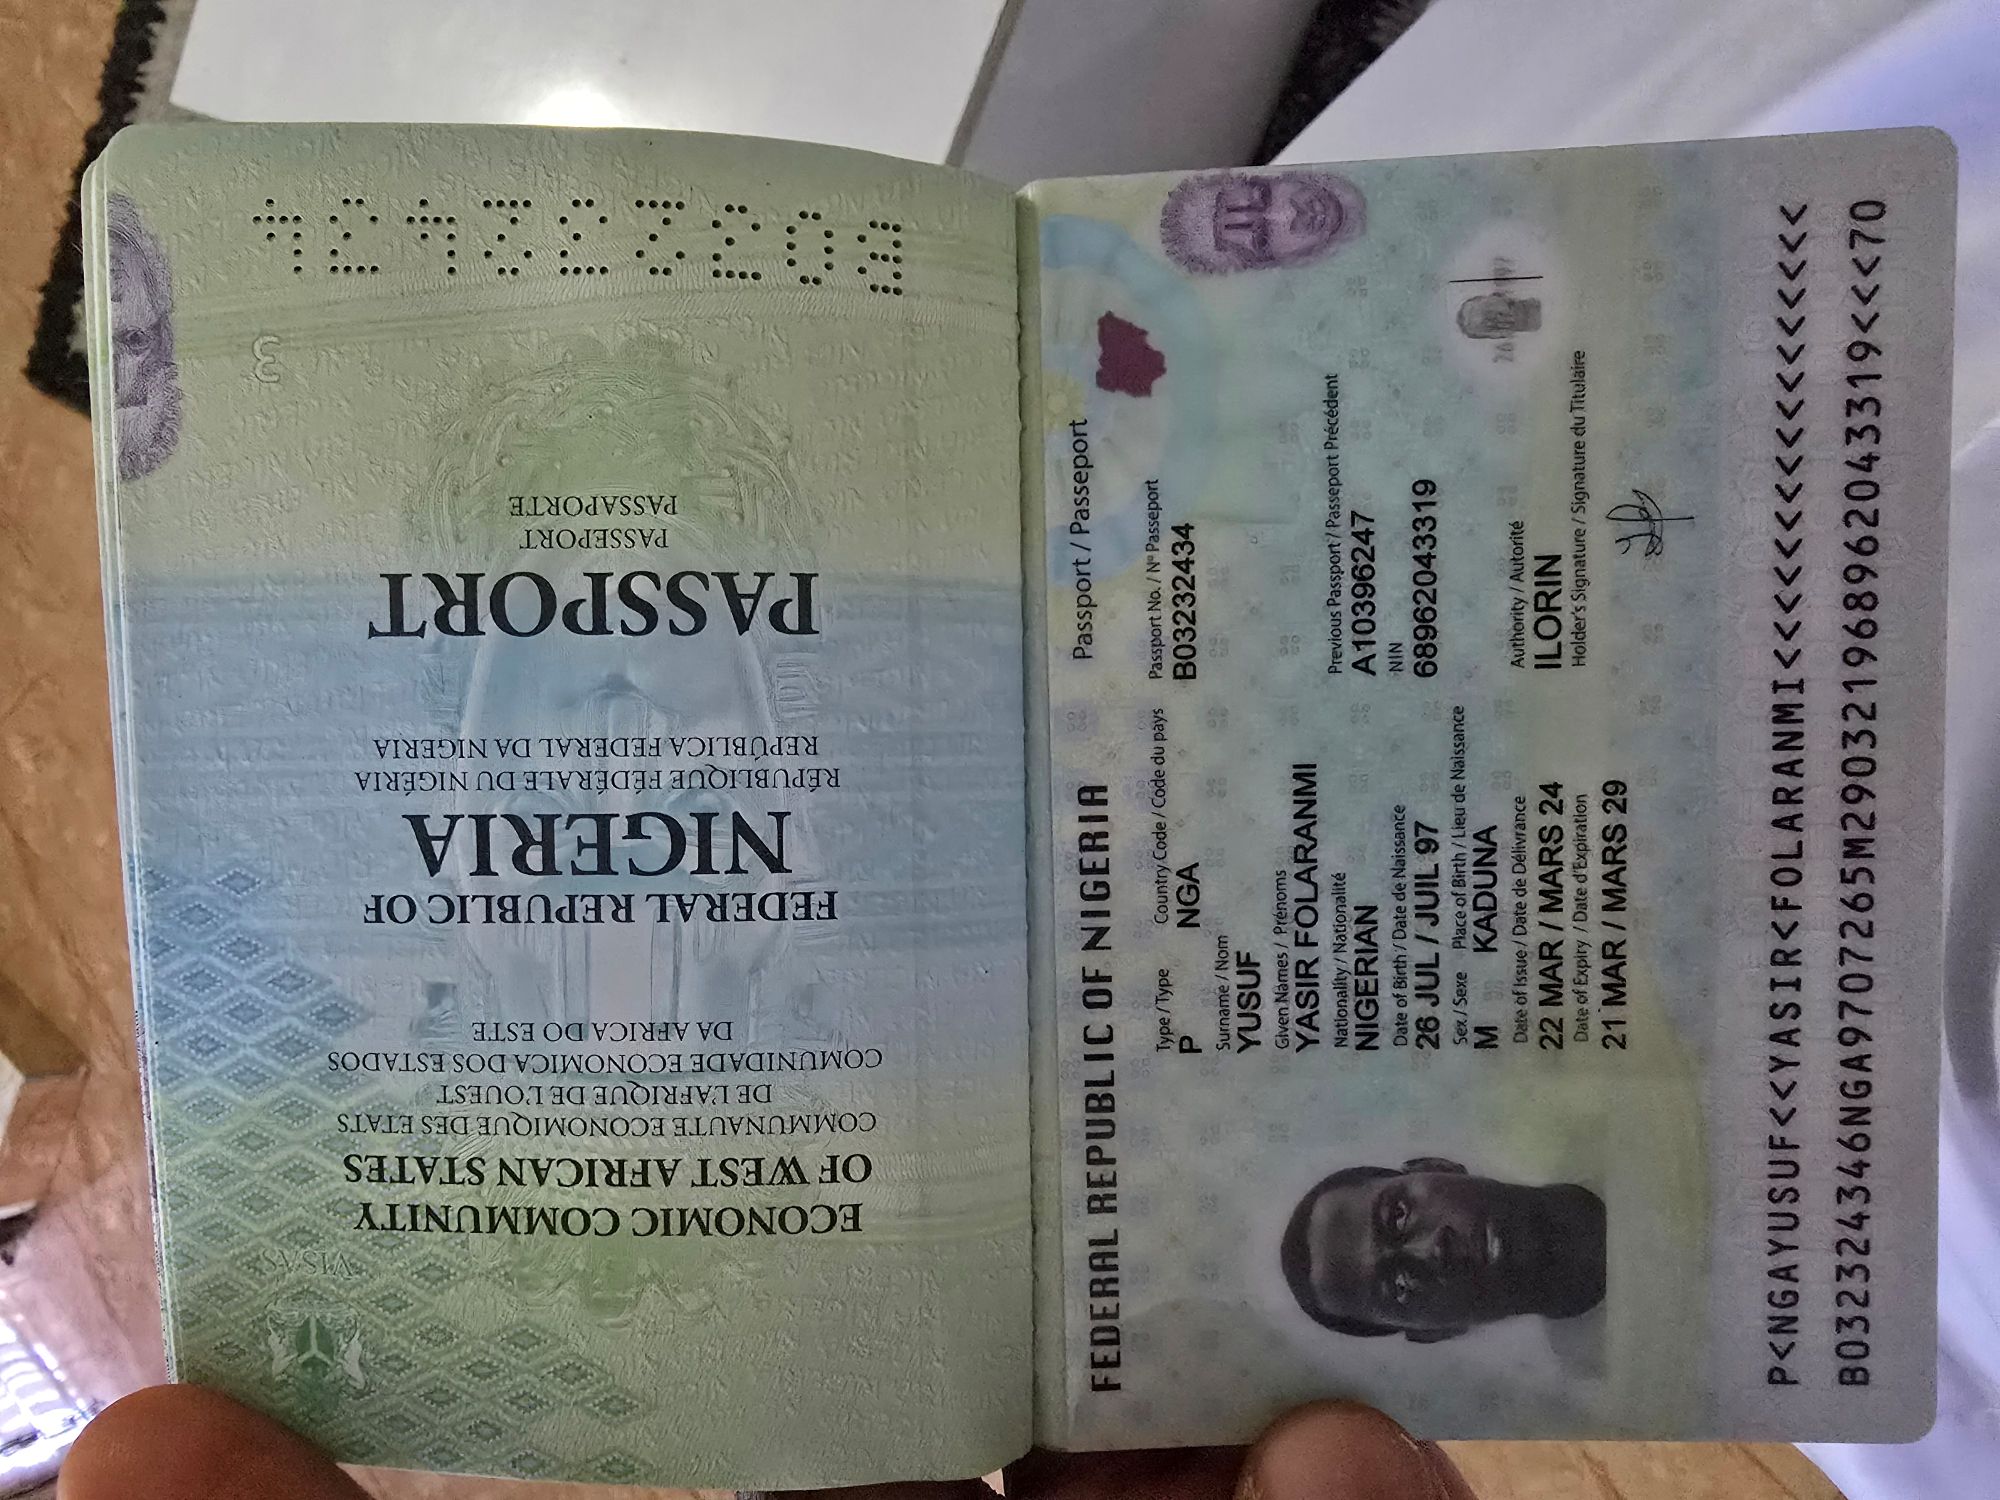 FEDERAL REPUBLIC OF NIGERIA
Passport / Passeport
Type / Type
Country Code / Code du pays
Passport No. / N° Passeport
P
NGA
B03232434
Surname / Nom
YUSUF
Given Names / Prénoms
YASIR FOLARANMI
Nationality / Nationalité
Previous Passport / Passeport Précédent
NIGERIAN
A10396247
Date of Birth / Date de Naissance
NIN
26 JUL / JUIL 97
68962043319
Sex / Sexe
Place of Birth / Lieu de Naissance
M
KADUNA
Date of Issue / Date de Délivrance
Authority / Autorité
22 MAR / MARS 24
ILORIN
Date of Expiry / Date d'Expiration
Holder's Signature / Signature du Titulaire
21 MAR / MARS 29
P<NGAYUSUF<<YASIR<FOLARANMI<<<<<<<<<<<<<<<<<
B032324346NGA9707265M290321968962043319<<<70
VISAS
ECONOMIC COMMUNITY
OF WEST AFRICAN STATES
COMMUNAUTE ECONOMIQUE DES ETATS
DE L'AFRIQUE DE L'OUEST
COMUNIDADE ECONOMICA DOS ESTADOS
DA AFRICA DO ESTE
FEDERAL REPUBLIC OF
NIGERIA
RÉPUBLIQUE FÉDÉRALE DU NIGÉRIA
REPÚBLICA FEDERAL DA NIGERIA
PASSPORT
PASSEPORT
PASSAPORTE
3
B03232434